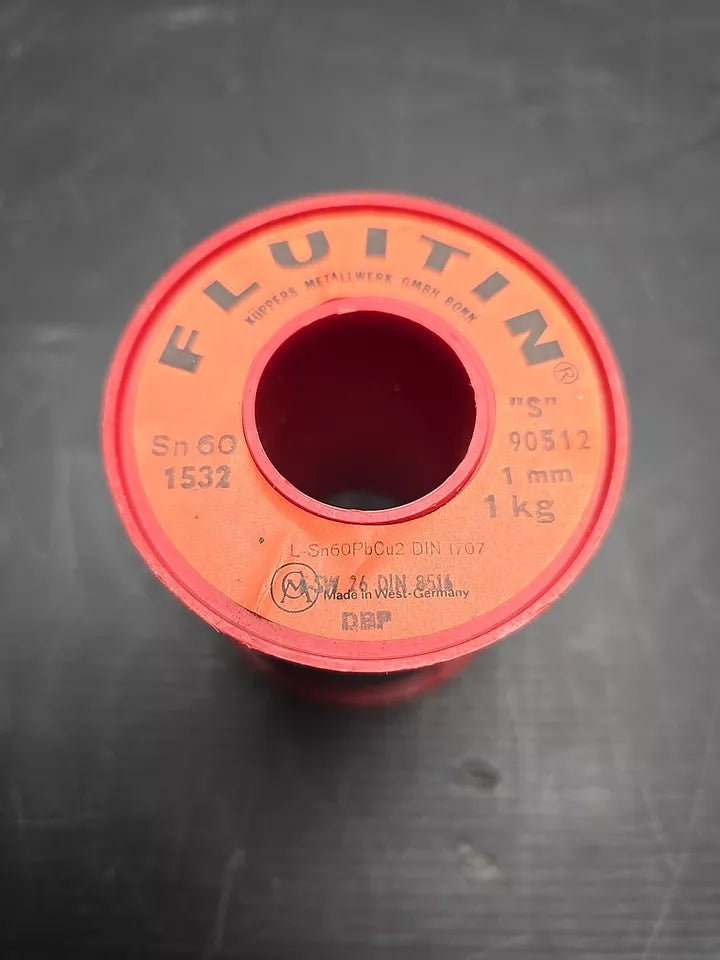 FLUITIN®
KÜPPERS METALLWERK GMBH BONN
Sn 60
1532
"S"
90512
1 mm
1 kg
L-Sn60PbCu2 DIN 1707
SW 26 DIN 8516
Made in West-Germany
DBP